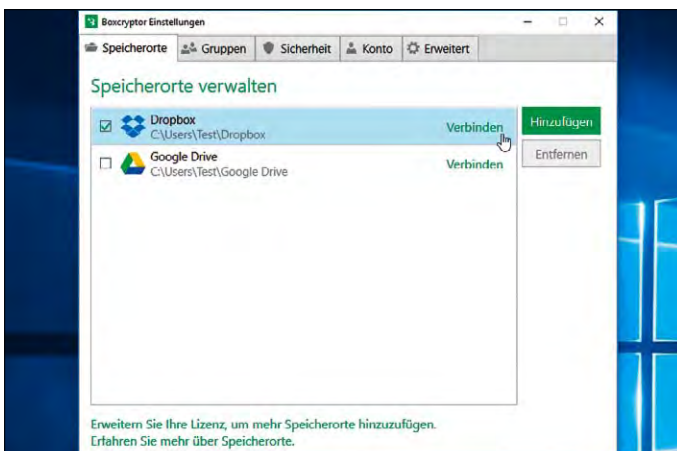 Boxcryptor Einstellungen
Speicherorte
Gruppen
Sicherheit
Konto
Erweitert
Speicherorte verwalten
Dropbox
C:\Users\Test\Dropbox
Verbinden
Hinzufügen
Google Drive
C:\Users\Test\Google Drive
Verbinden
Entfernen
Erweitern Sie Ihre Lizenz, um mehr Speicherorte hinzuzufügen.
Erfahren Sie mehr über Speicherorte.